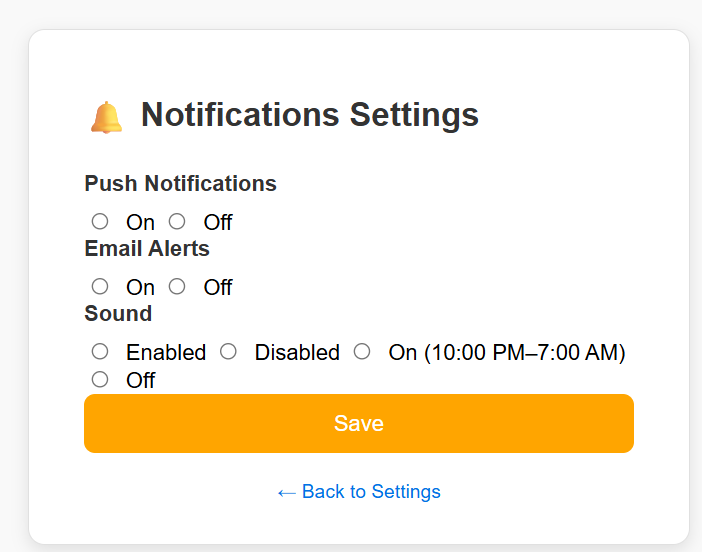 Notifications Settings
Push Notifications
On Off
Email Alerts
On Off
Sound
Enabled Disabled On (10:00 PM–7:00 AM)
Off
Save
← Back to Settings